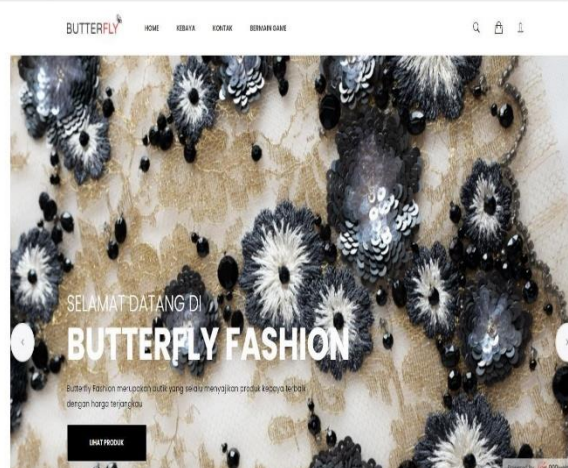 BUTTERFLY
HOME KEBAYA KONTAK BERMAIN GAME
SELAMAT DATANG DI
BUTTERFLY FASHION
Butterfly Fashion merupakan butik yang selalu menyajikan produk kebaya terbaik
dengan harga terjangkau
LIHAT PRODUK